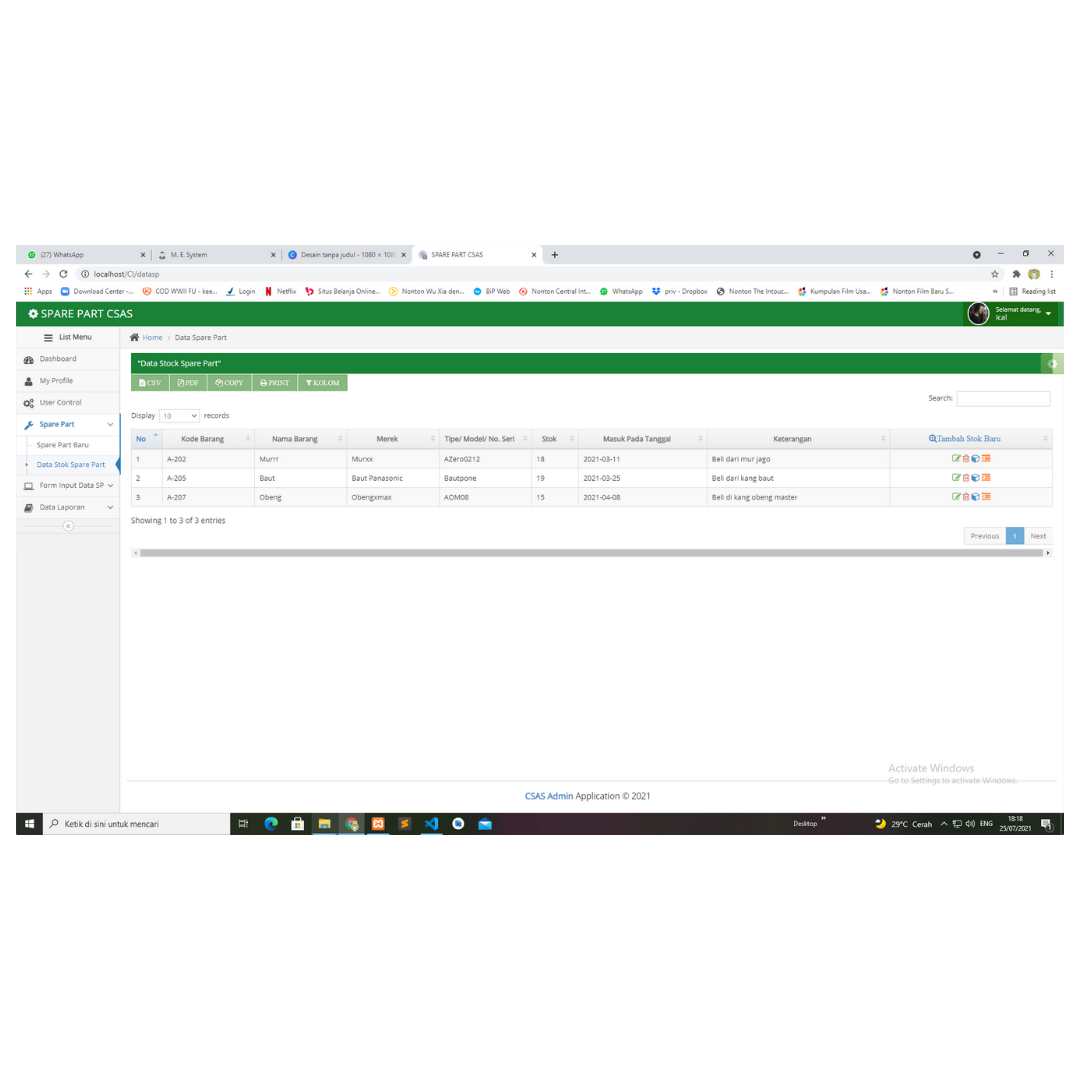 (27) WhatsApp M. E. System Desain tanpa judul - 1080 × 108 SPARE PART CSAS
localhost/CI/datasp
Apps Download Center -... COD WWII FU - kee... Login Netflix Situs Belanja Online... Nonton Wu Xia den... BiP Web Nonton Central Int... WhatsApp priv - Dropbox Nonton The Intouc... Kumpulan Film Usa... Nonton Film Baru S... » Reading list
SPARE PART CSAS
Selamat datang,
Ical
List Menu
Home > Data Spare Part
Dashboard
My Profile
User Control
Spare Part
Spare Part Baru
Data Stok Spare Part
Form Input Data SP
Data Laporan
"Data Stock Spare Part"
CSV PDF COPY PRINT KOLOM
Search:
Display 10 records
No Kode Barang Nama Barang Merek Tipe/ Model/ No. Seri Stok Masuk Pada Tanggal Keterangan Tambah Stok Baru
1 A-202 Murrr Murxx AZero0212 18 2021-03-11 Beli dari mur jago
2 A-205 Baut Baut Panasonic Bautpone 19 2021-03-25 Beli dari kang baut
3 A-207 Obeng Obengxmax AOM08 15 2021-04-08 Beli di kang obeng master
Showing 1 to 3 of 3 entries
Previous 1 Next
Activate Windows
Go to Settings to activate Windows.
CSAS Admin Application © 2021
Ketik di sini untuk mencari
Desktop » 29°C Cerah ENG 18:18
25/07/2021